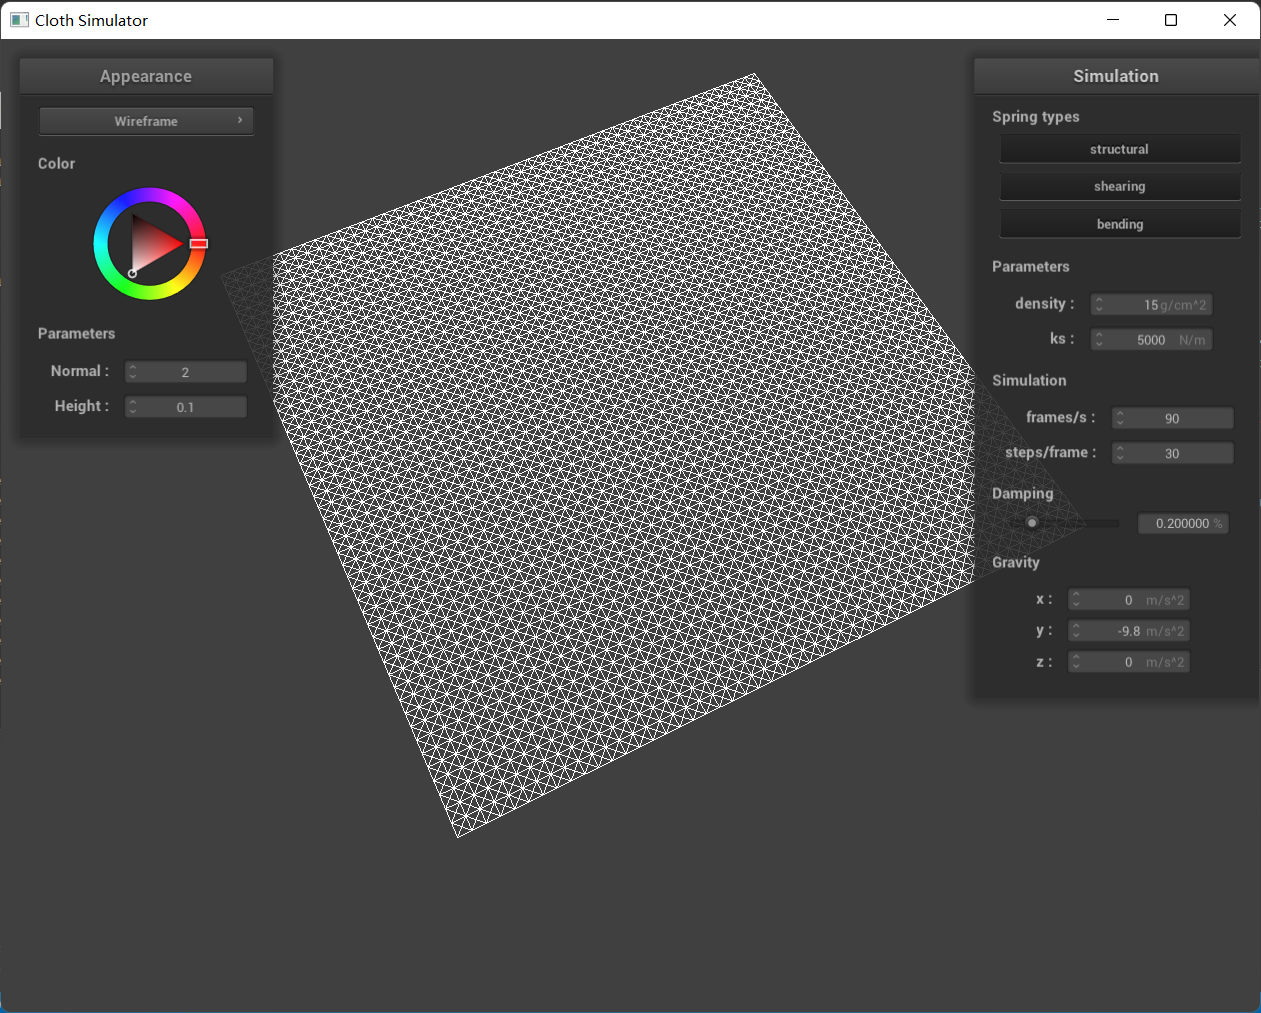 Cloth Simulator
Appearance
Wireframe
Color
Parameters
Normal : 2
Height : 0.1
Simulation
Spring types
structural
shearing
bending
Parameters
density : 15 g/cm^2
ks : 5000 N/m
Simulation
frames/s : 90
steps/frame : 30
Damping
0.200000 %
Gravity
x : 0 m/s^2
y : -9.8 m/s^2
z : 0 m/s^2